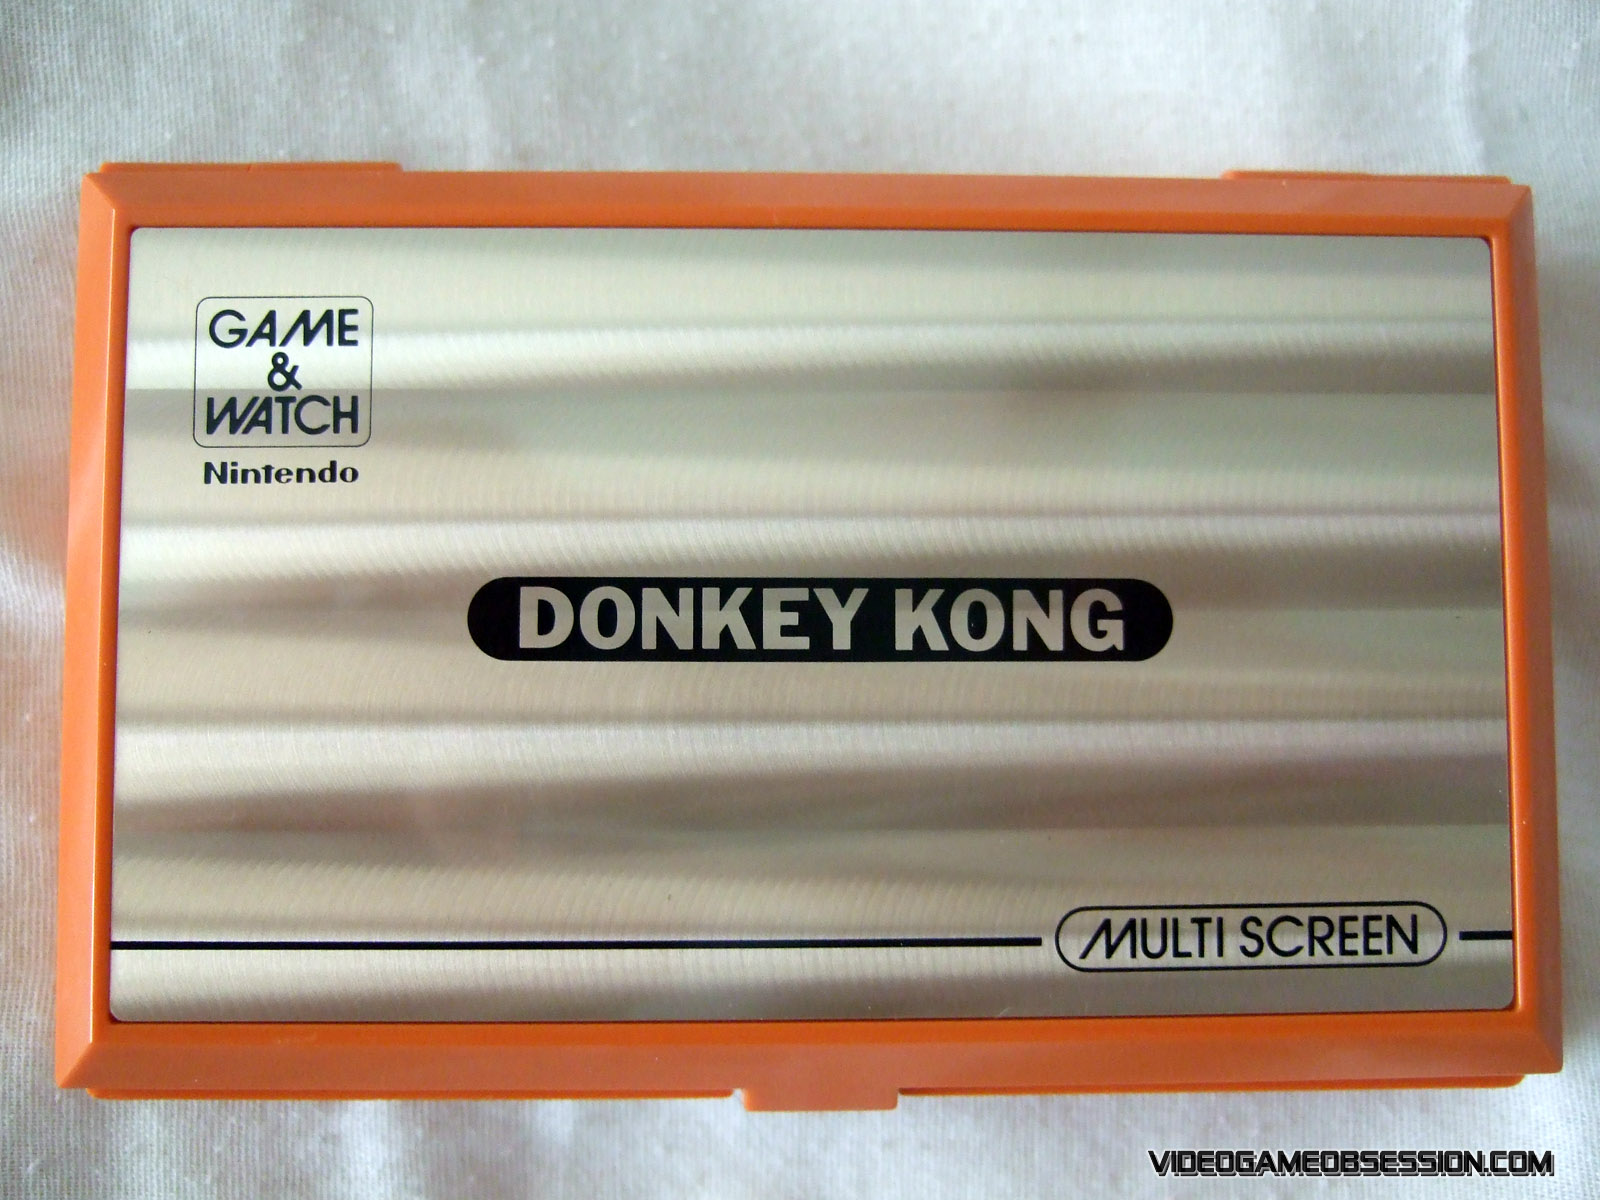 GAME
&
WATCH
Nintendo
DONKEY KONG
MULTI SCREEN
VIDEOGAMEOBSESSION.COM